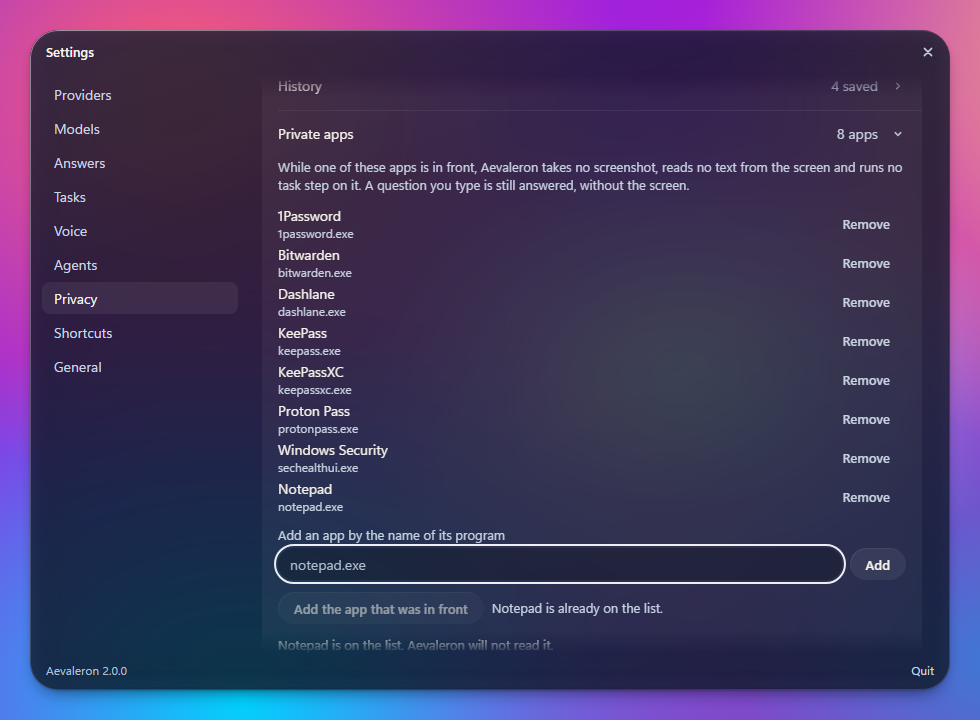 Settings
Providers
Models
Answers
Tasks
Voice
Agents
Privacy
Shortcuts
General
History
4 saved
Private apps
8 apps
While one of these apps is in front, Aevaleron takes no screenshot, reads no text from the screen and runs no
task step on it. A question you type is still answered, without the screen.
1Password
1password.exe
Remove
Bitwarden
bitwarden.exe
Remove
Dashlane
dashlane.exe
Remove
KeePass
keepass.exe
Remove
KeePassXC
keepassxc.exe
Remove
Proton Pass
protonpass.exe
Remove
Windows Security
sechealthui.exe
Remove
Notepad
notepad.exe
Remove
Add an app by the name of its program
notepad.exe
Add
Add the app that was in front
Notepad is already on the list.
Notepad is on the list. Aevaleron will not read it.
Aevaleron 2.0.0
Quit